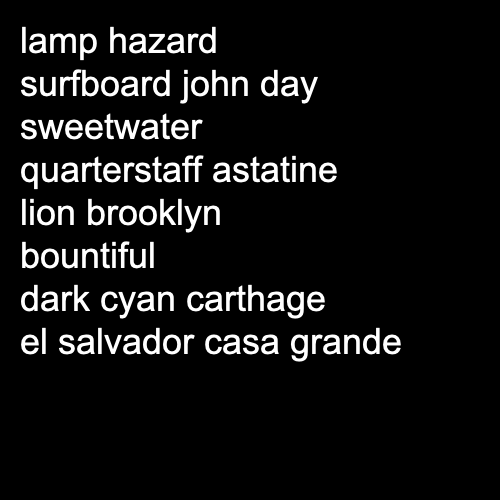 lamp hazard
surfboard john day
sweetwater
quarterstaff astatine
lion brooklyn
bountiful
dark cyan carthage
el salvador casa grande